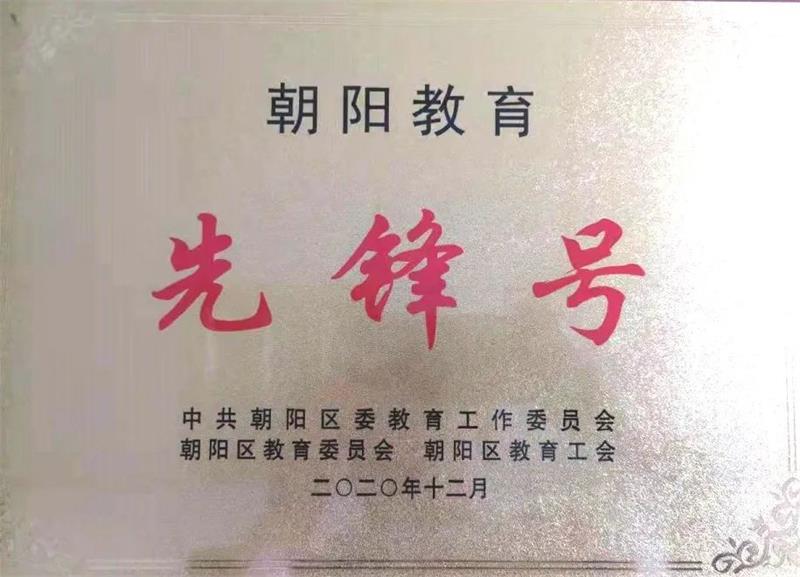 朝阳教育
先锋号
中共朝阳区委教育工作委员会
朝阳区教育委员会 朝阳区教育工会
二〇二〇年十二月